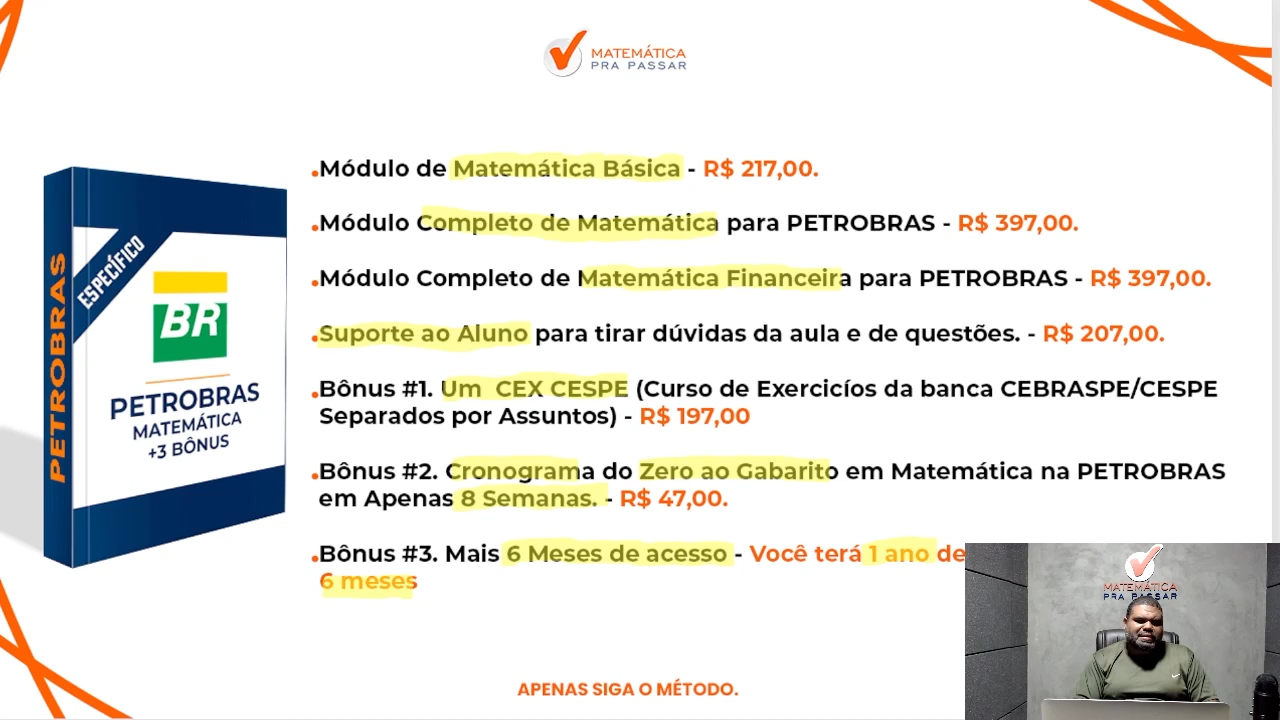 MATEMÁTICA
PRA PASSAR
Módulo de Matemática Básica - R$ 217,00.
Módulo Completo de Matemática para PETROBRAS - R$ 397,00.
Módulo Completo de Matemática Financeira para PETROBRAS - R$ 397,00.
Suporte ao Aluno para tirar dúvidas da aula e de questões. - R$ 207,00.
Bônus #1. Um CEX CESPE (Curso de Exercicíos da banca CEBRASPE/CESPE
Separados por Assuntos) - R$ 197,00
Bônus #2. Cronograma do Zero ao Gabarito em Matemática na PETROBRAS
em Apenas 8 Semanas. - R$ 47,00.
Bônus #3. Mais 6 Meses de acesso - Você terá 1 ano de
6 meses
PETROBRAS
ESPECÍFICO
BR
PETROBRAS
MATEMÁTICA
+3 BÔNUS
MATEMÁTICA
PRA PASSAR
APENAS SIGA O MÉTODO.